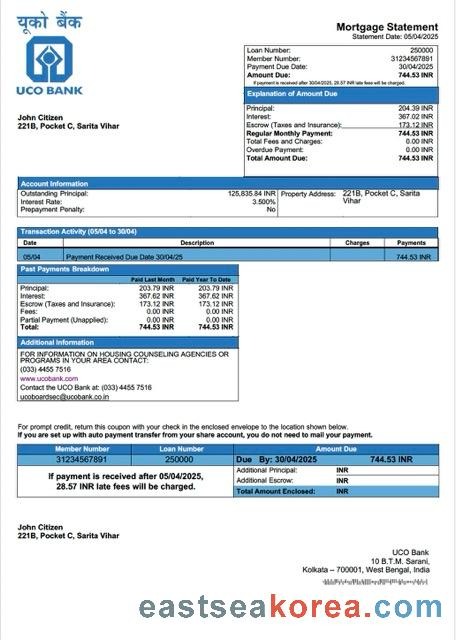 यूको बैंक
UCO BANK
Mortgage Statement
Statement Date: 05/04/2025
Loan Number: 250000
Member Number: 31234567891
Payment Due Date: 30/04/2025
Amount Due: 744.53 INR
If payment is received after 30/04/2025, 28.57 INR late fees will be charged.
Explanation of Amount Due
Principal: 204.39 INR
Interest: 367.02 INR
Escrow (Taxes and Insurance): 173.12 INR
Regular Monthly Payment: 744.53 INR
Total Fees and Charges: 0.00 INR
Overdue Payment: 0.00 INR
Total Amount Due: 744.53 INR
John Citizen
221B, Pocket C, Sarita Vihar
Account Information
Outstanding Principal: 125,835.84 INR
Interest Rate: 3.500%
Prepayment Penalty: No
Property Address: 221B, Pocket C, Sarita
Vihar
Transaction Activity (05/04 to 30/04)
Date Description Charges Payments
05/04 Payment Received Due Date 30/04/25 744.53 INR
Past Payments Breakdown
Paid Last Month Paid Year To Date
Principal: 203.79 INR 203.79 INR
Interest: 367.62 INR 367.62 INR
Escrow (Taxes and Insurance): 173.12 INR 173.12 INR
Fees: 0.00 INR 0.00 INR
Partial Payment (Unapplied): 0.00 INR 0.00 INR
Total: 744.53 INR 744.53 INR
Additional Information
FOR INFORMATION ON HOUSING COUNSELING AGENCIES OR
PROGRAMS IN YOUR AREA CONTACT:
(033) 4455 7516
www.ucobank.com
Contact the UCO Bank at: (033) 4455 7516
ucoboardsec@ucobank.co.in
For prompt credit, return this coupon with your check in the enclosed envelope to the location shown below.
If you are set up with auto payment transfer from your share account, you do not need to mail your payment.
Member Number Loan Number Amount Due
31234567891 250000 Due By: 30/04/2025 744.53 INR
If payment is received after 05/04/2025,
28.57 INR late fees will be charged.
Additional Principal: INR
Additional Escrow: INR
Total Amount Enclosed: INR
John Citizen
221B, Pocket C, Sarita Vihar
UCO Bank
10 B.T.M. Sarani,
Kolkata – 700001, West Bengal, India
eastseakorea.com